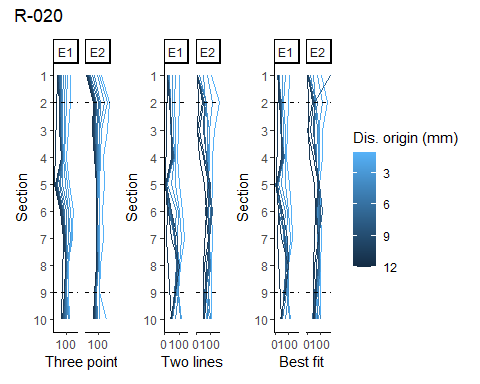 R-020
E1 E2 E1 E2 E1 E2
1 1 1
2 2 2
3 3 3
4 4 4
5 5 5
6 6 6
7 7 7
8 8 8
9 9 9
10 10 10
Section Section Section
100 100 0100 0100 0100 0100
Three point Two lines Best fit
Dis. origin (mm)
3
6
9
12